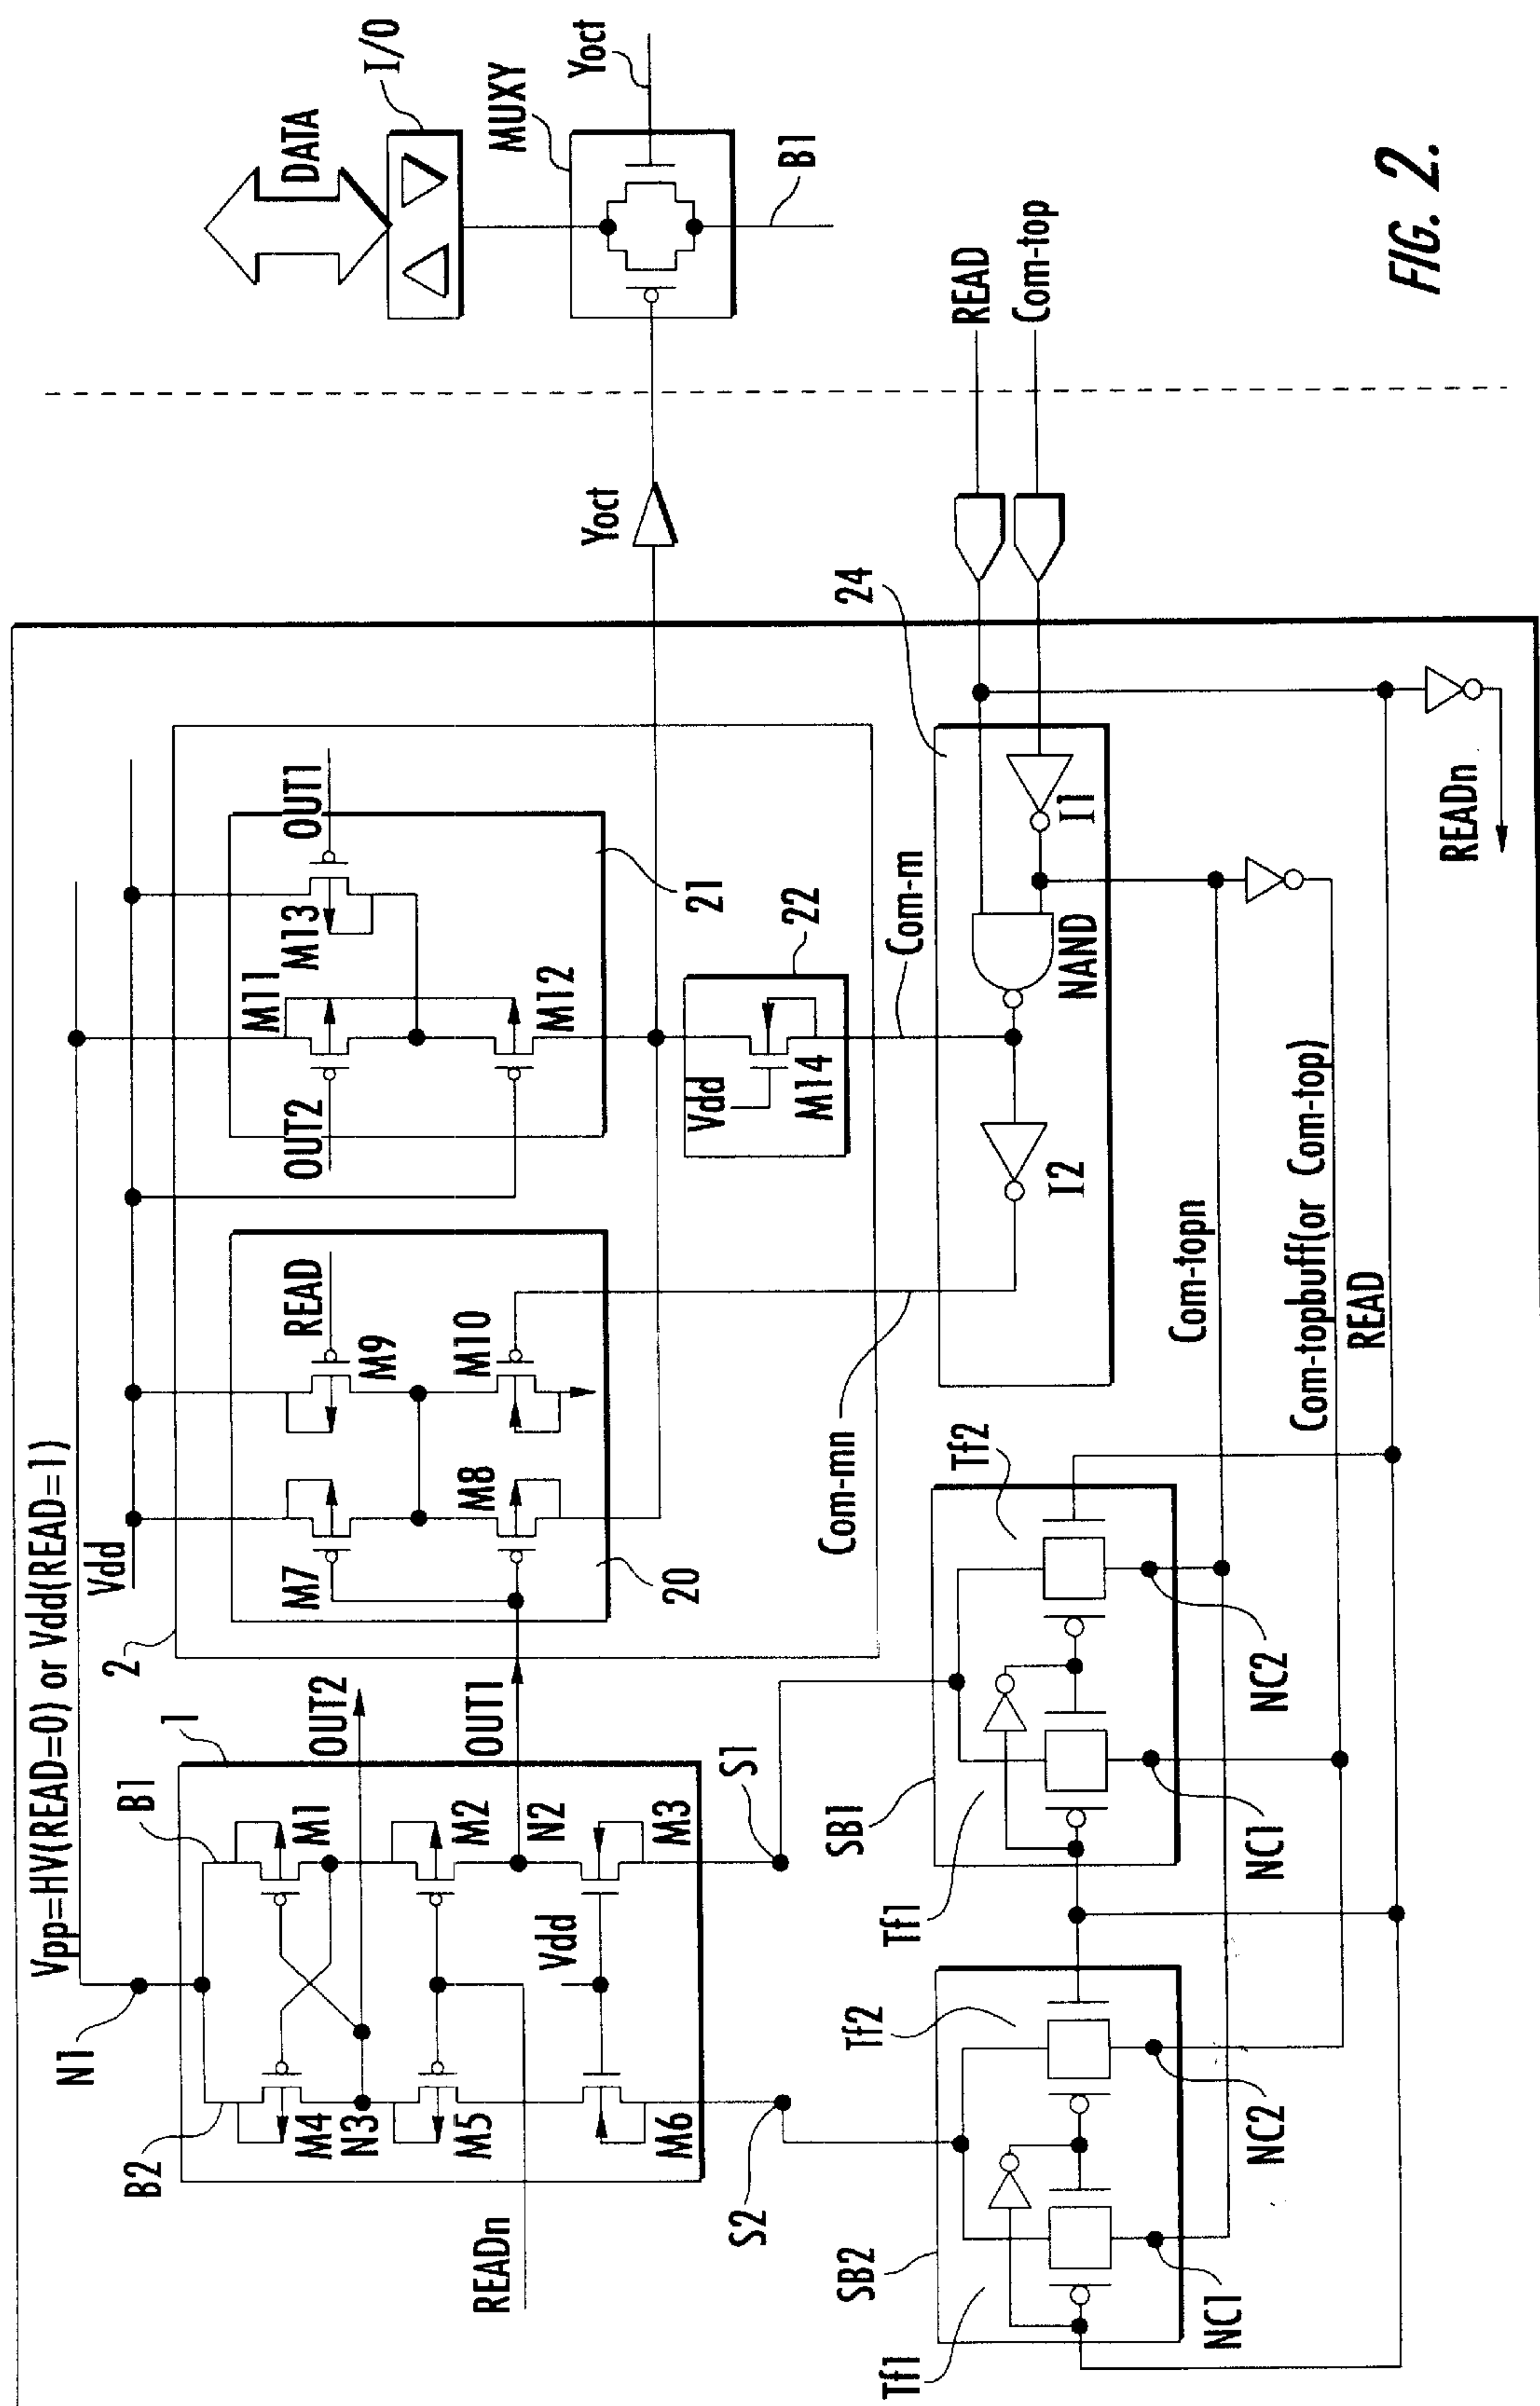 Vpp=HV(READ=0) or Vdd(READ=1)
Vdd
N1
B2
B1
1
2
M4
M1
N3
OUT2
M5
M2
OUT1
N2
Vdd
M6
M3
READn
S2
S1
M7
M8
20
READ
M9
M10
OUT2
M11
M13
OUT1
M12
21
Vdd
M14
22
Com-mn
Com-m
24
I2
NAND
I1
Yoct
DATA
I/O
MUXY
Yoct
B1
READ
Com-top
SB2
Tf1
Tf2
NC1
NC2
SB1
Tf1
Tf2
NC1
NC2
Com-topn
Com-topbuff(or Com-top)
READ
READn
FIG. 2.